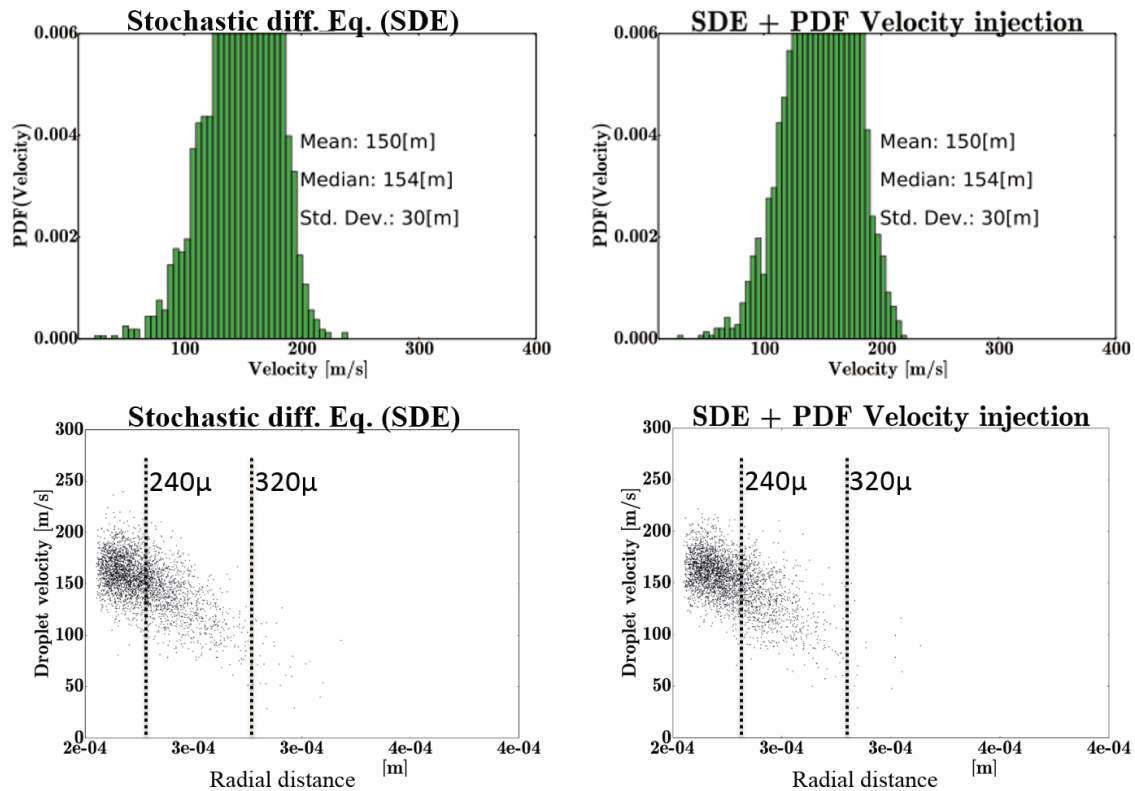 Stochastic diff. Eq. (SDE)
0.006
0.004
0.002
0.000
PDF(Velocity)
Mean: 150[m]
Median: 154[m]
Std. Dev.: 30[m]
100 200 300 400
Velocity [m/s]
SDE + PDF Velocity injection
0.006
0.004
0.002
0.000
PDF(Velocity)
Mean: 150[m]
Median: 154[m]
Std. Dev.: 30[m]
100 200 300 400
Velocity [m/s]
Stochastic diff. Eq. (SDE)
300
250
200
150
100
50
0
Droplet velocity [m/s]
240μ 320μ
2e-04 3e-04 3e-04 4e-04 4e-04
[m]
Radial distance
SDE + PDF Velocity injection
300
250
200
150
100
50
0
Droplet velocity [m/s]
240μ 320μ
2e-04 3e-04 3e-04 4e-04 4e-04
[m]
Radial distance